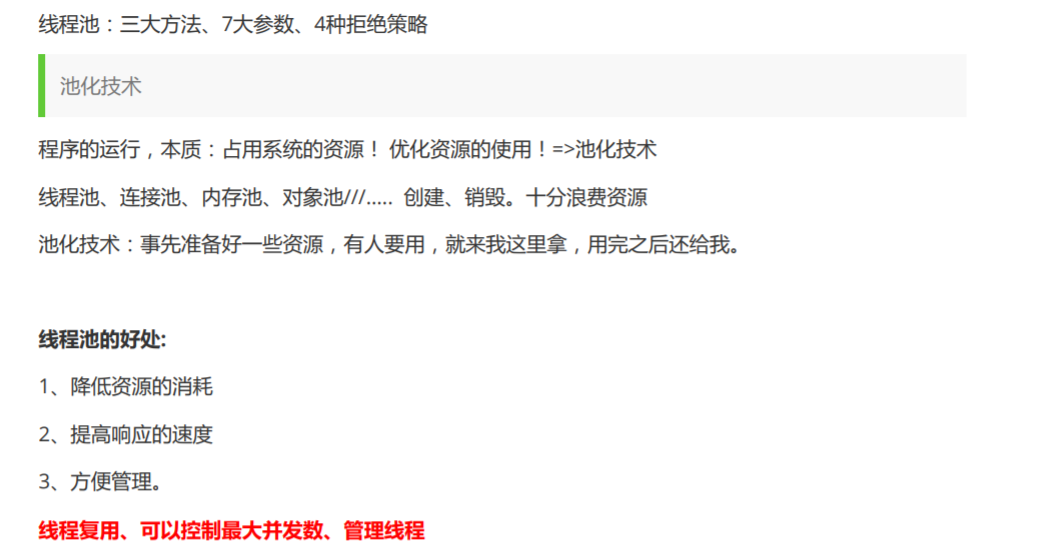 线程池：三大方法、7大参数、4种拒绝策略
池化技术
程序的运行，本质：占用系统的资源！ 优化资源的使用！=>池化技术
线程池、连接池、内存池、对象池///..... 创建、销毁。十分浪费资源
池化技术：事先准备好一些资源，有人要用，就来我这里拿，用完之后还给我。
线程池的好处:
1、降低资源的消耗
2、提高响应的速度
3、方便管理。
线程复用、可以控制最大并发数、管理线程